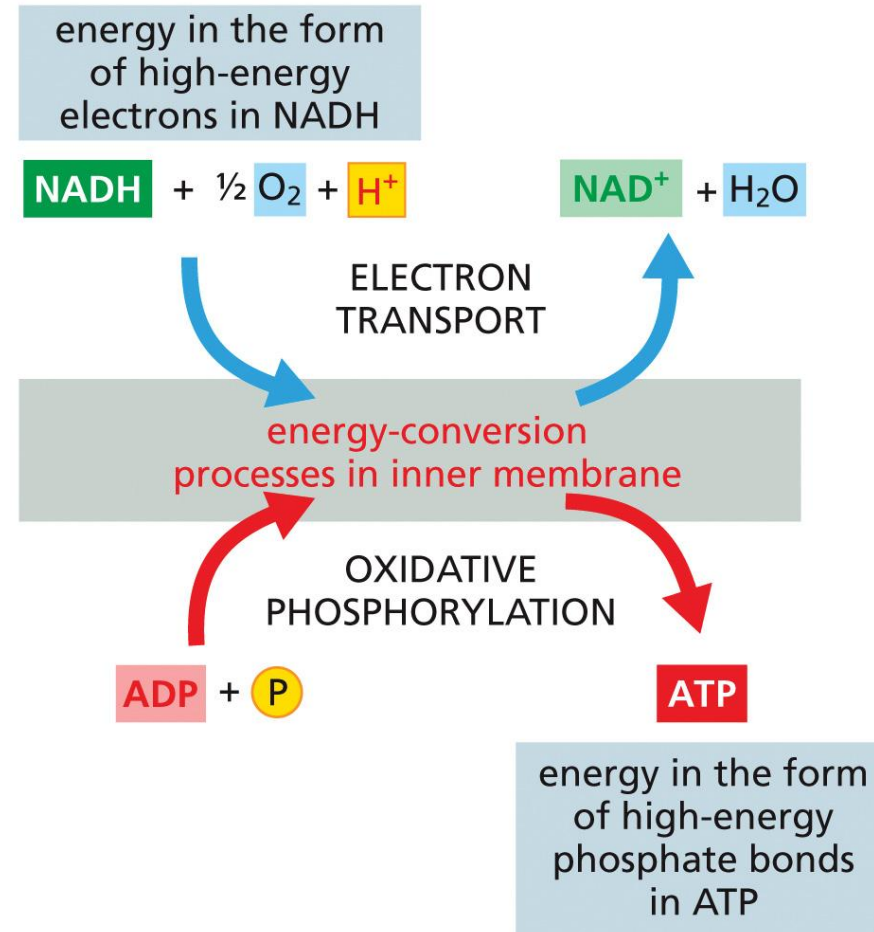 energy in the form
of high-energy
electrons in NADH
NADH + ½ O₂ + H⁺
NAD⁺ + H₂O
ELECTRON
TRANSPORT
energy-conversion
processes in inner membrane
OXIDATIVE
PHOSPHORYLATION
ADP + P
ATP
energy in the form
of high-energy
phosphate bonds
in ATP